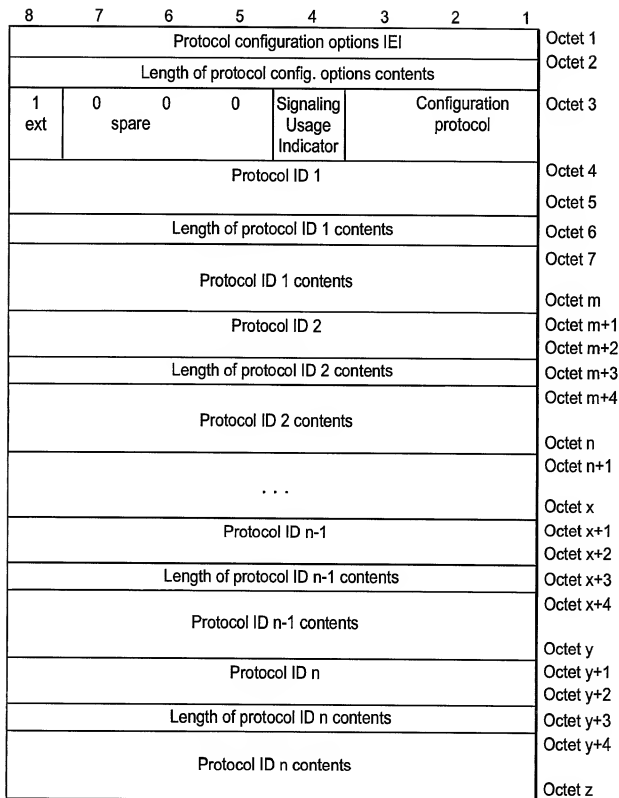 8 7 6 5 4 3 2 1
Protocol configuration options IEI Octet 1
Length of protocol config. options contents Octet 2
1 0 0 0 Signaling Configuration Octet 3
ext spare Usage protocol
Indicator
Protocol ID 1 Octet 4
Octet 5
Length of protocol ID 1 contents Octet 6
Octet 7
Protocol ID 1 contents
Octet m
Protocol ID 2 Octet m+1
Octet m+2
Length of protocol ID 2 contents Octet m+3
Octet m+4
Protocol ID 2 contents
Octet n
Octet n+1
. . .
Octet x
Protocol ID n-1 Octet x+1
Octet x+2
Length of protocol ID n-1 contents Octet x+3
Octet x+4
Protocol ID n-1 contents
Octet y
Protocol ID n Octet y+1
Octet y+2
Length of protocol ID n contents Octet y+3
Octet y+4
Protocol ID n contents
Octet z